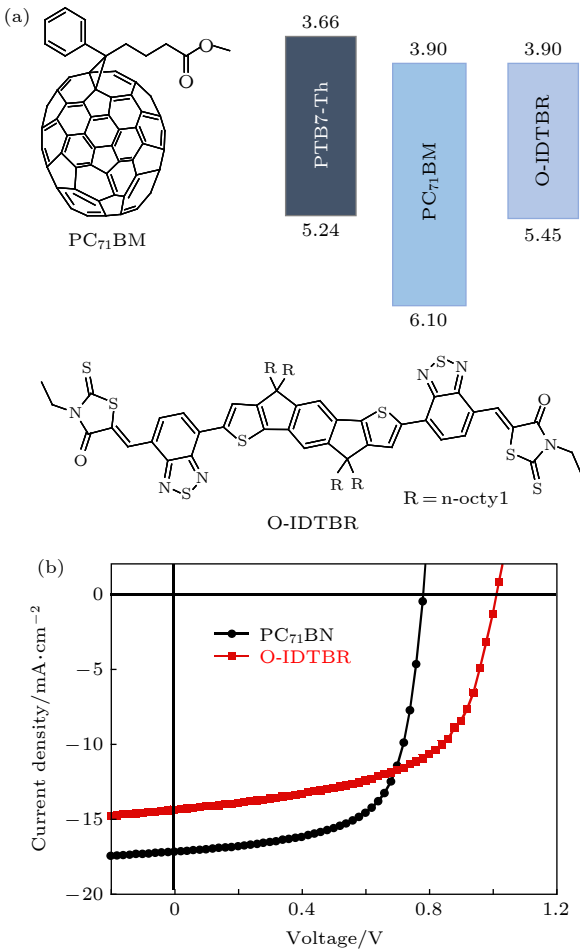 (a)
O
O
PC₇₁BM
3.66
PTB7-Th
5.24
3.90
PC₇₁BM
6.10
3.90
O-IDTBR
5.45
S
N
S
O
N
N
S
R
R
S
S
R
R
N
S
N
O
N
S
S
R = n-octy1
O-IDTBR
(b)
PC₇₁BN
O-IDTBR
Current density/mA·cm⁻²
0
−5
−10
−15
−20
0
0.4
0.8
1.2
Voltage/V